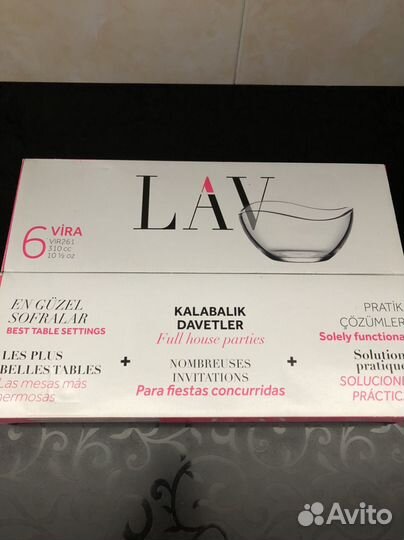 LAV
6 VİRA
VIR261
310 cc
10 ½ oz
EN GÜZEL
SOFRALAR
BEST TABLE SETTINGS
LES PLUS
BELLES TABLES
Las mesas más
hermosas
+
KALABALIK
DAVETLER
Full house parties
NOMBREUSES
INVITATIONS
Para fiestas concurridas
+
PRATİK
ÇÖZÜMLER
Solely functional
Solution
pratique
SOLUCIONE
PRÁCTIC
Avito